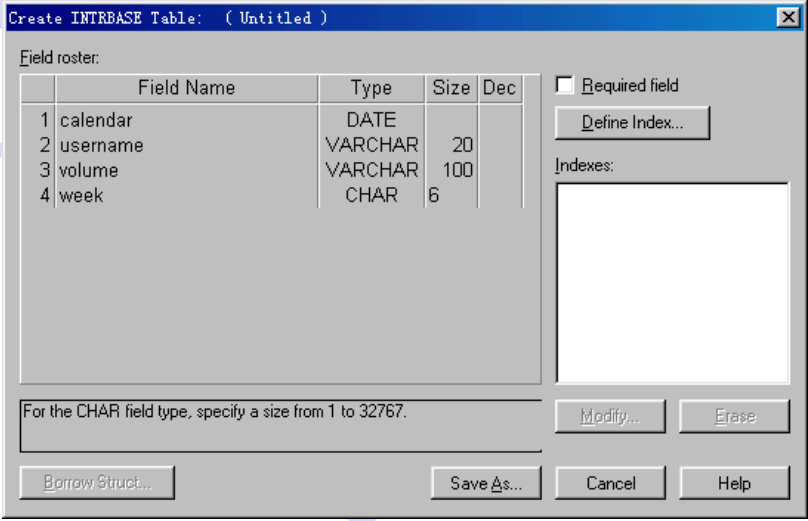 Create INTRBASE Table: ( Untitled )
Field roster:
Field Name Type Size Dec
1 calendar DATE
2 username VARCHAR 20
3 volume VARCHAR 100
4 week CHAR 6
Required field
Define Index...
Indexes:
For the CHAR field type, specify a size from 1 to 32767.
Modify... Erase
Borrow Struct... Save As... Cancel Help